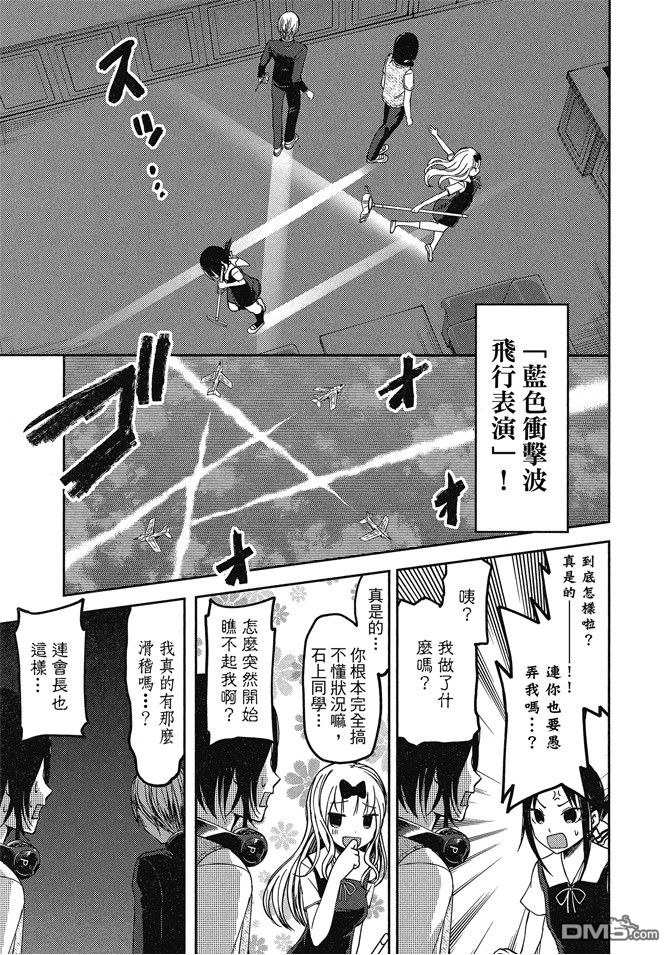 ス
ッ
「藍色衝擊波
飛行表演」！
ゴ
オ
オ
オ
到底怎樣啦？
真是的——！！
連你也要愚
弄我嗎…？
咦？
我做了什
麼嗎？
真是的…
你根本完全搞
不懂狀況嘛，
石上同學…
怎麼突然開始
瞧不起我啊？
我真的有那麼
滑稽嗎…？
連會長也
這樣…
DM5.com